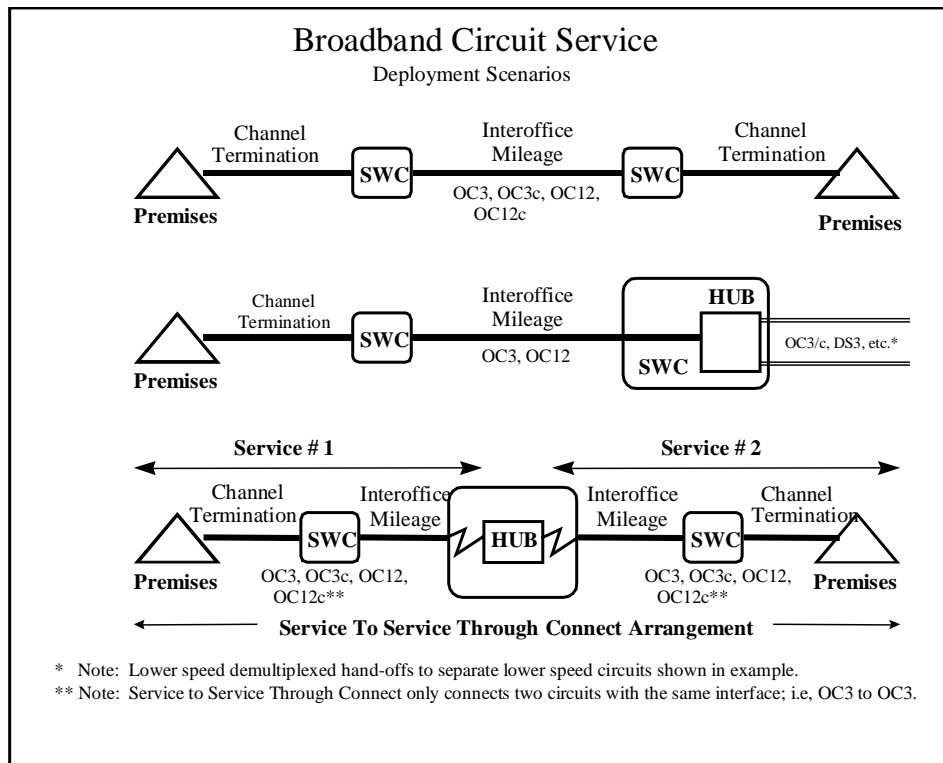 Broadband Circuit Service
Deployment Scenarios
Channel
Termination
Interoffice
Mileage
Channel
Termination
SWC
SWC
Premises
OC3, OC3c, OC12,
OC12c
Premises
Channel
Termination
Interoffice
Mileage
HUB
SWC
OC3/c, DS3, etc.*
Premises
OC3, OC12
SWC
Service # 1
Service # 2
Channel
Termination
Interoffice
Mileage
Interoffice
Mileage
Channel
Termination
SWC
HUB
SWC
Premises
OC3, OC3c, OC12,
OC12c**
OC3, OC3c, OC12,
OC12c**
Premises
Service To Service Through Connect Arrangement
* Note: Lower speed demultiplexed hand-offs to separate lower speed circuits shown in example.
** Note: Service to Service Through Connect only connects two circuits with the same interface; i.e, OC3 to OC3.